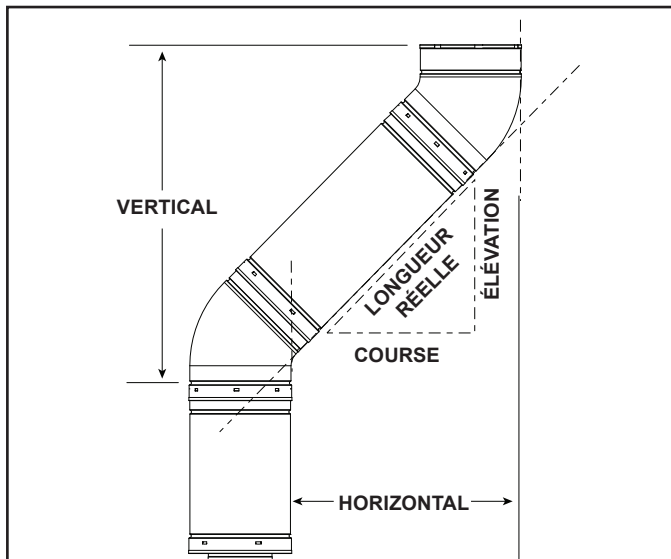 VERTICAL
LONGUEUR
RÉELLE
ÉLÉVATION
COURSE
HORIZONTAL